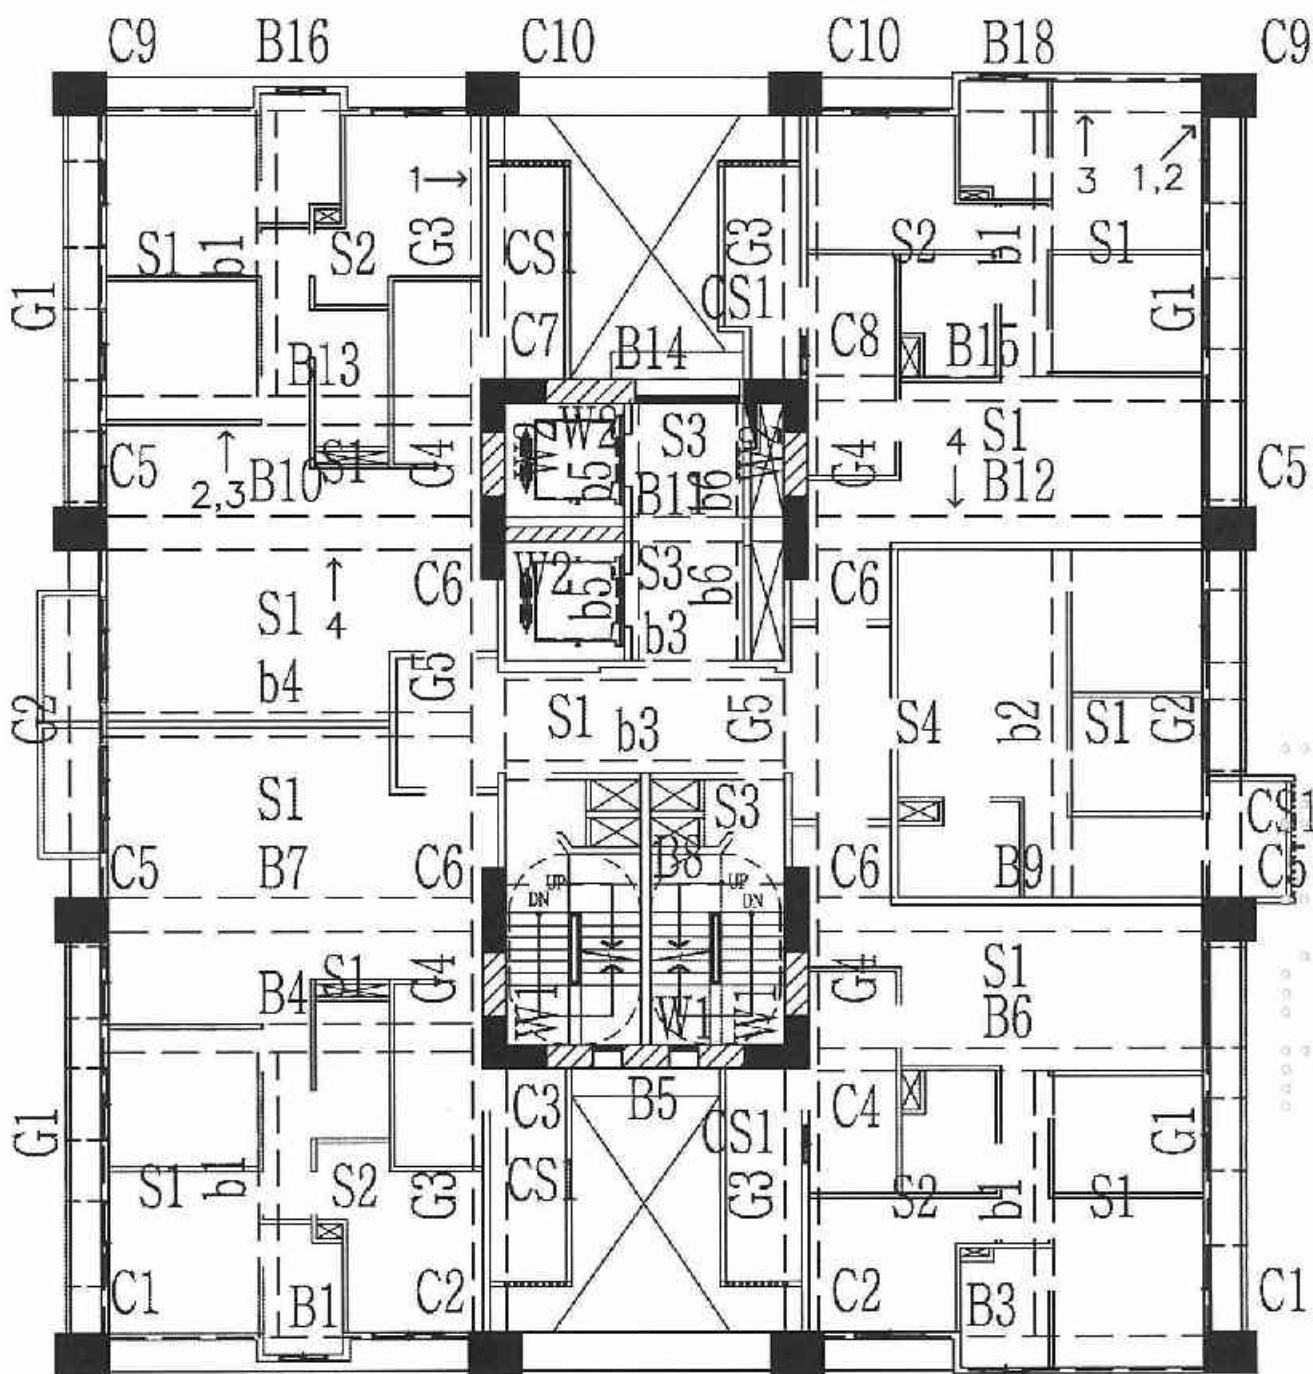 C9 B16 C10 C10 B18 C9
1 3 1,2
S1 b1 S2 G3 CS1 G3 CS1 S2 b1 S1
G1 G1
C7 B14 C8 B15
B13
W2 S3
C5 2,3 B10 S1 G4 W2 b5 B11 b6 W2 G4 4 S1 B12 C5
W2 S3
C6 b5 b6 C6
S1 4 b3
b4 G5
G2 S1 b3 G5 S4 b2 S1 G2
S1 S3 CS1
C5 B7 C6 B8 C6 B9 C5
UP UP
DN DN
B4 S1 G4 W1 W1 W1 G4 S1 B6
G1 C3 B5 CS1 C4 G1
S1 b1 S2 G3 CS1 G3 S2 b1 S1
C1 B1 C2 C2 B3 C1